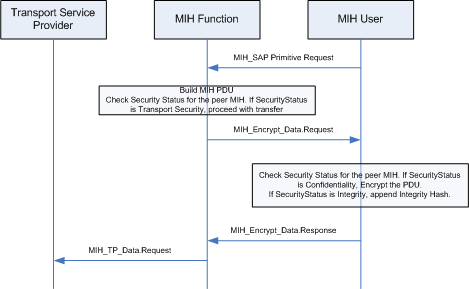 Transport Service
Provider
MIH Function
MIH User
MIH_SAP Primitive Request
Build MIH PDU
Check Security Status for the peer MIH. If SecurityStatus
is Transport Security, proceed with transfer
MIH_Encrypt_Data.Request
Check Security Status for the peer MIH. If SecurityStatus
is Confidentiality, Encrypt the PDU.
If SecurityStatus is Integrity, append Integrity Hash.
MIH_Encrypt_Data.Response
MIH_TP_Data.Request